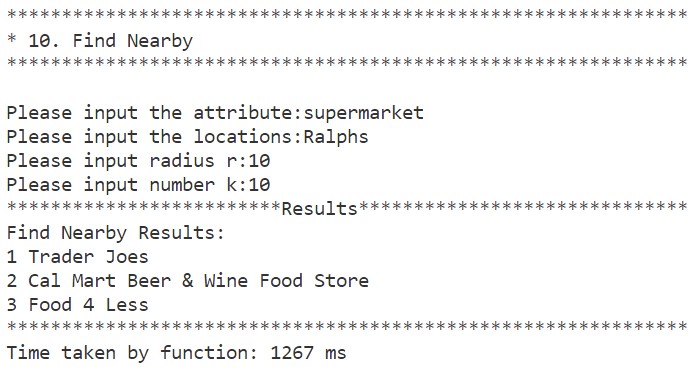 **************************************************************
* 10. Find Nearby
**************************************************************
Please input the attribute:supermarket
Please input the locations:Ralphs
Please input radius r:10
Please input number k:10
*************************Results******************************
Find Nearby Results:
1 Trader Joes
2 Cal Mart Beer & Wine Food Store
3 Food 4 Less
**************************************************************
Time taken by function: 1267 ms